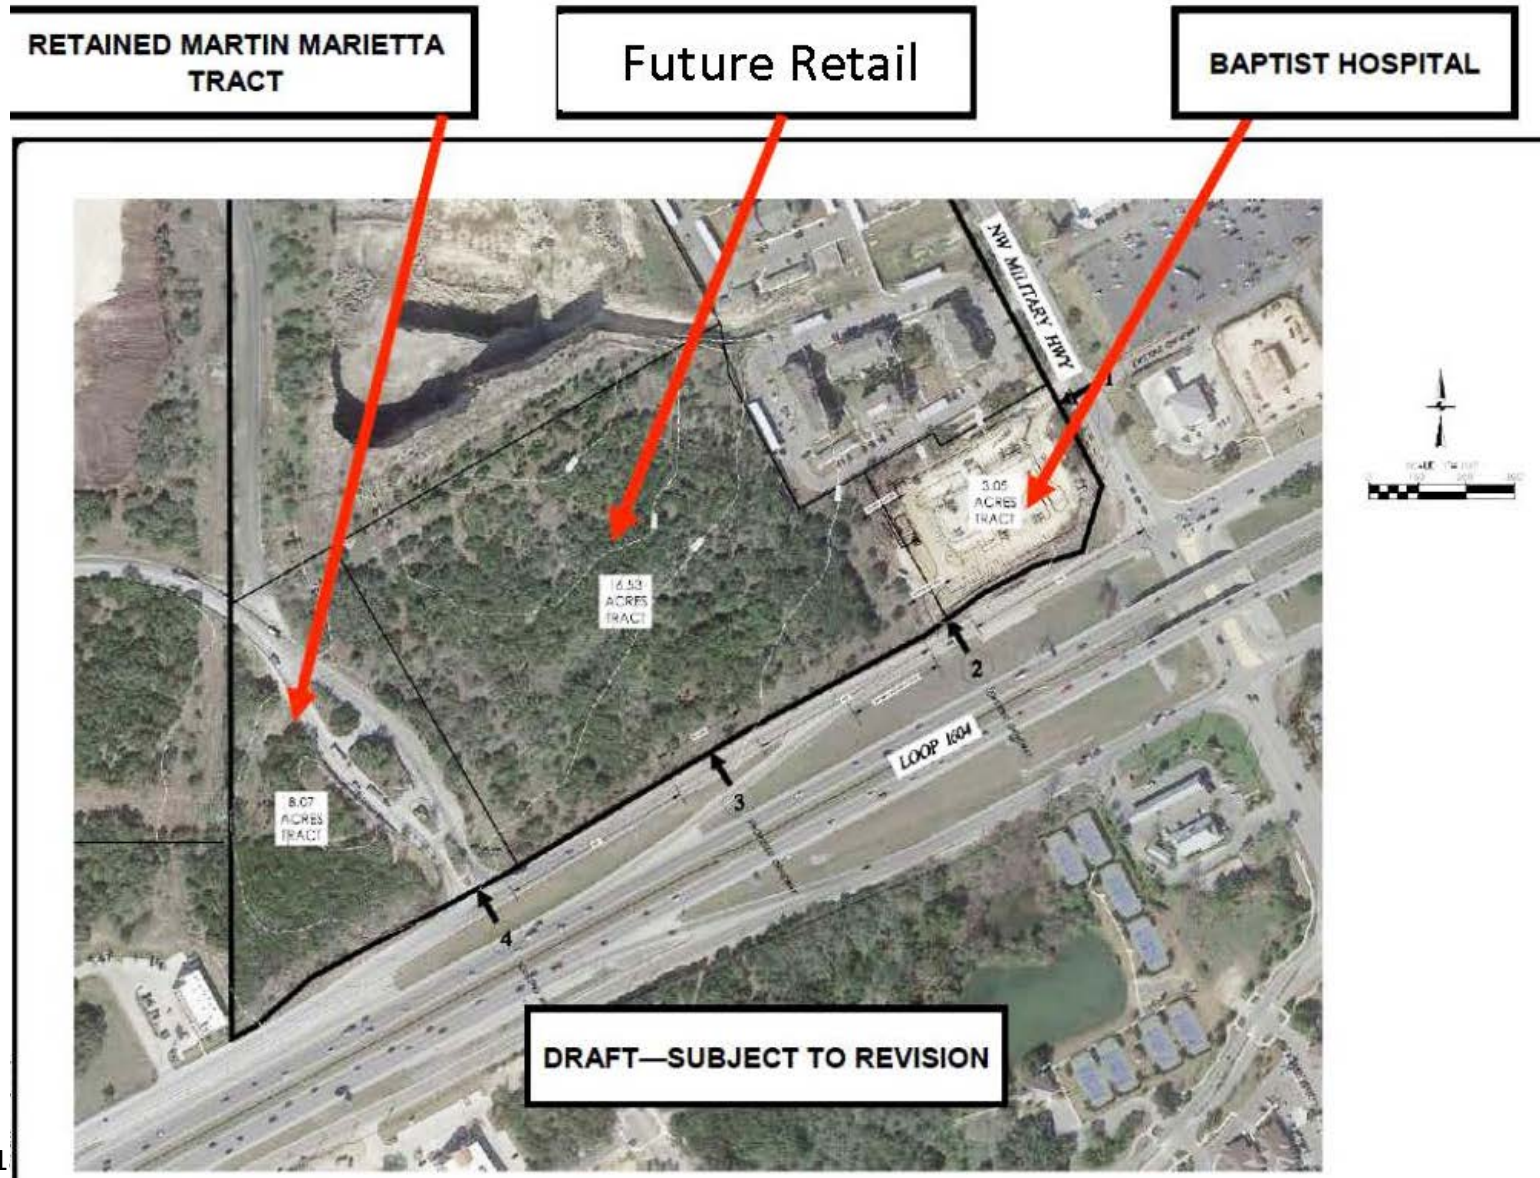 RETAINED MARTIN MARIETTA
TRACT
Future Retail
BAPTIST HOSPITAL
NW MILITARY HWY
1
3.05
ACRES
TRACT
16.53
ACRES
TRACT
2
LOOP 1604
3
8.07
ACRES
TRACT
4
DRAFT—SUBJECT TO REVISION
1